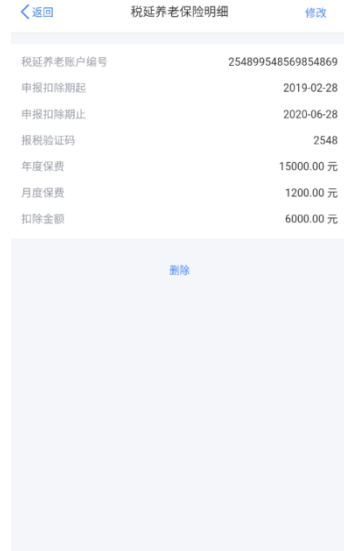 返回 税延养老保险明细 修改
税延养老账户编号 254899548569854869
申报扣除期起 2019-02-28
申报扣除期止 2020-06-28
报税验证码 2548
年度保费 15000.00 元
月度保费 1200.00 元
扣除金额 6000.00 元
删除